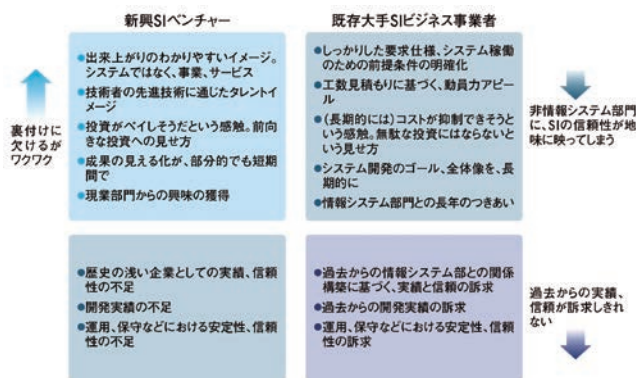 新興SIベンチャー
既存大手SIビジネス事業者
裏付けに
欠けるが
ワクワク
●出来上がりのわかりやすいイメージ。
システムではなく、事業、サービス
●技術者の先進技術に通じたタレントイ
メージ
●投資がペイしそうだという感触。前向
きな投資への見せ方
●成果の見える化が、部分的でも短期
間で
●現業部門からの興味の獲得
●しっかりした要求仕様、システム稼働
のための前提条件の明確化
●工数見積もりに基づく、動員力アピ
ール
●(長期的には)コストが抑制できそうと
いう感触。無駄な投資にはならないと
いう見せ方
●システム開発のゴール、全体像を、長
期的に
●情報システム部門との長年のつきあい
非情報システム部門
に、SIの信頼性が地
味に映ってしまう
●歴史の浅い企業としての実績、信頼
性の不足
●開発実績の不足
●運用、保守などにおける安定性、信頼
性の不足
●過去からの情報システム部との関係
構築に基づく、実績と信頼の訴求
●過去からの開発実績の訴求
●運用、保守などにおける安定性、信頼
性の訴求
過去からの実績、
信頼が訴求しきれ
ない